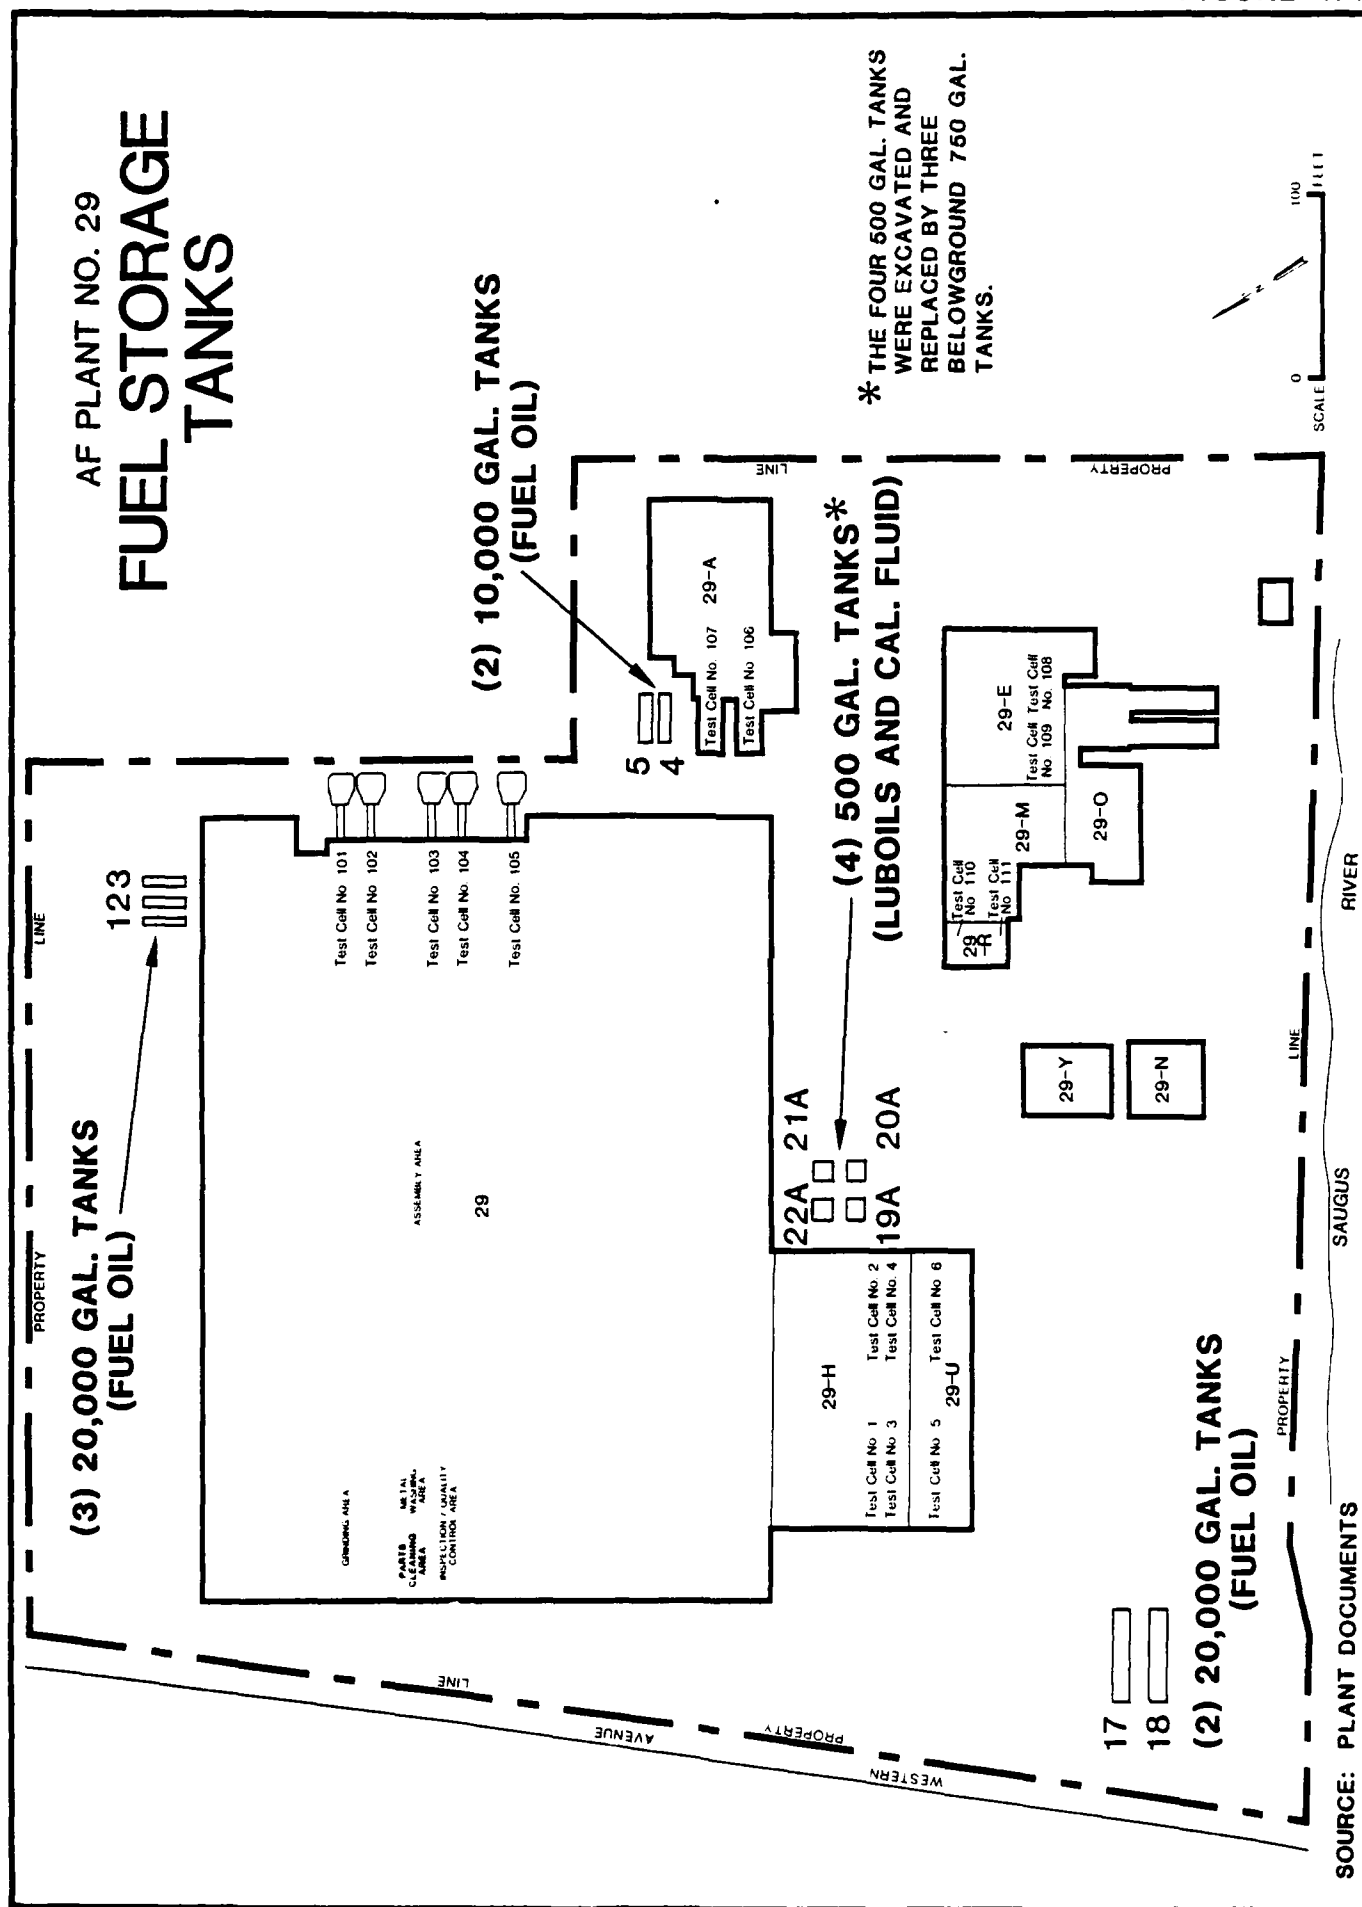 AF PLANT NO. 29
FUEL STORAGE
TANKS
(3) 20,000 GAL. TANKS
(FUEL OIL)
1 2 3
PROPERTY
LINE
(2) 10,000 GAL. TANKS
(FUEL OIL)
5
4
Test Cell No 101
Test Cell No 102
Test Cell No 103
Test Cell No 104
Test Cell No. 105
GRINDING AREA
PARTS
CLEANING
AREA
METAL
WASHING
AREA
INSPECTION / QUALITY
CONTROL AREA
ASSEMBLY AREA
29
29-A
Test Cell No. 107
Test Cell No 106
LINE
PROPERTY
* THE FOUR 500 GAL. TANKS
WERE EXCAVATED AND
REPLACED BY THREE
BELOWGROUND 750 GAL.
TANKS.
(4) 500 GAL. TANKS*
(LUBOILS AND CAL. FLUID)
22A 21A
19A 20A
29-H
Test Cell No 1
Test Cell No. 2
Test Cell No 3
Test Cell No. 4
Test Cell No 5
Test Cell No 6
29-U
29-E
Test Cell
No 109
Test Cell
No. 108
29-M
29-O
Test Cell
No 110
Test Cell
No 111
29-Y
29-N
LINE
PROPERTY
WESTERN
AVENUE
17
18
(2) 20,000 GAL. TANKS
(FUEL OIL)
PROPERTY
LINE
SAUGUS
RIVER
SCALE
0
100
FEET
SOURCE: PLANT DOCUMENTS